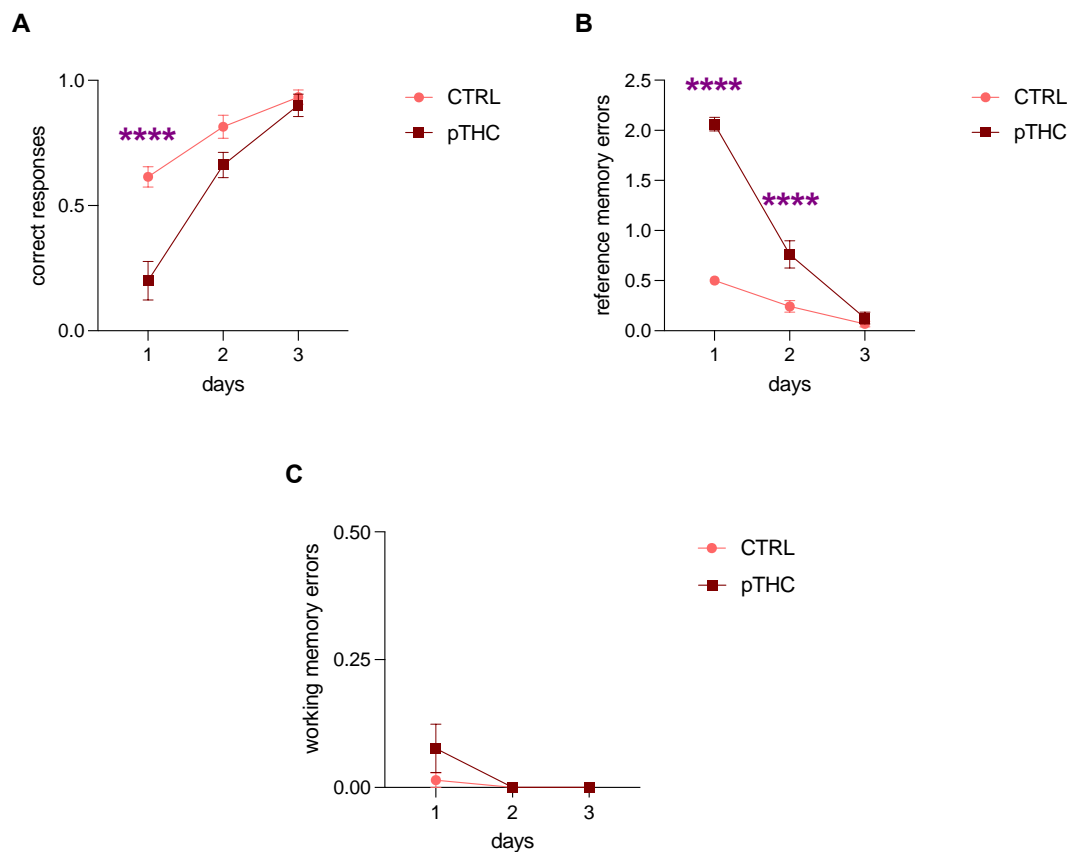 A
correct responses
1.0
0.5
0.0
****
1
2
3
days
CTRL
pTHC
B
reference memory errors
2.5
2.0
1.5
1.0
0.5
0.0
****
****
1
2
3
days
CTRL
pTHC
C
working memory errors
0.50
0.25
0.00
1
2
3
days
CTRL
pTHC